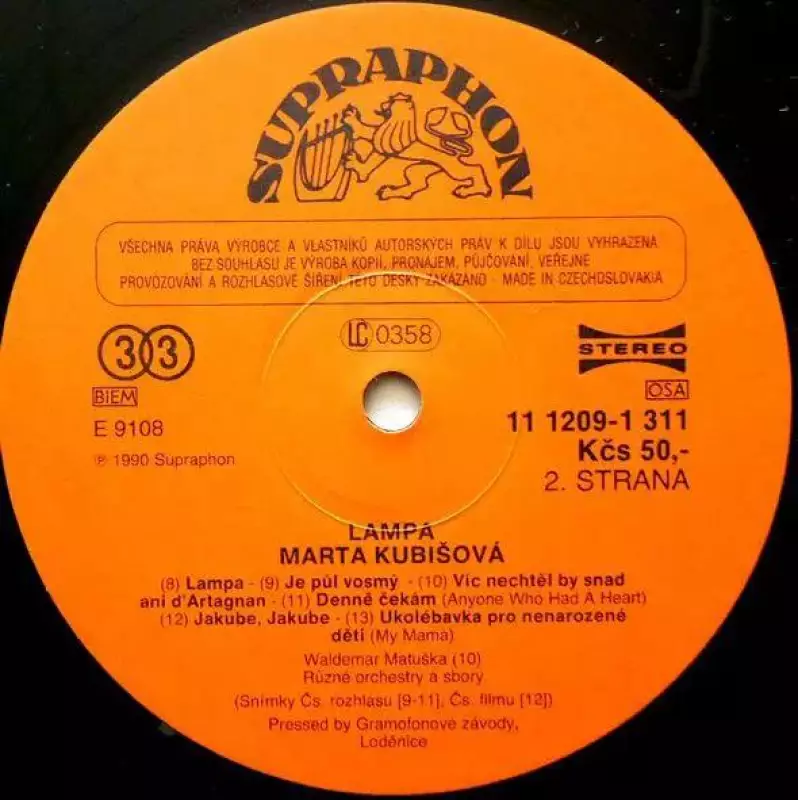 SUPRAPHON
VŠECHNA PRÁVA VÝROBCE A VLASTNÍKŮ AUTORSKÝCH PRÁV K DÍLU JSOU VYHRAZENA
BEZ SOUHLASU JE VÝROBA KOPIÍ, PRONÁJEM, PŮJČOVÁNÍ, VEŘEJNÉ
PROVOZOVÁNÍ A ROZHLASOVÉ ŠÍŘENÍ TÉTO DESKY ZAKÁZÁNO - MADE IN CZECHOSLOVAKIA
33
LC 0358
STEREO
BIEM
OSA
E 9108
11 1209-1 311
Kčs 50,-
℗ 1990 Supraphon
2. STRANA
LAMPA
MARTA KUBIŠOVÁ
(8) Lampa - (9) Je půl vosmý - (10) Víc nechtěl by snad
ani d'Artagnan - (11) Denně čekám (Anyone Who Had A Heart)
(12) Jakube, Jakube - (13) Ukolébavka pro nenarozené
děti (My Mama)
Waldemar Matuška (10)
Různé orchestry a sbory
(Snímky Čs. rozhlasu [9-11], Čs. filmu [12])
Pressed by Gramofonové závody,
Loděnice